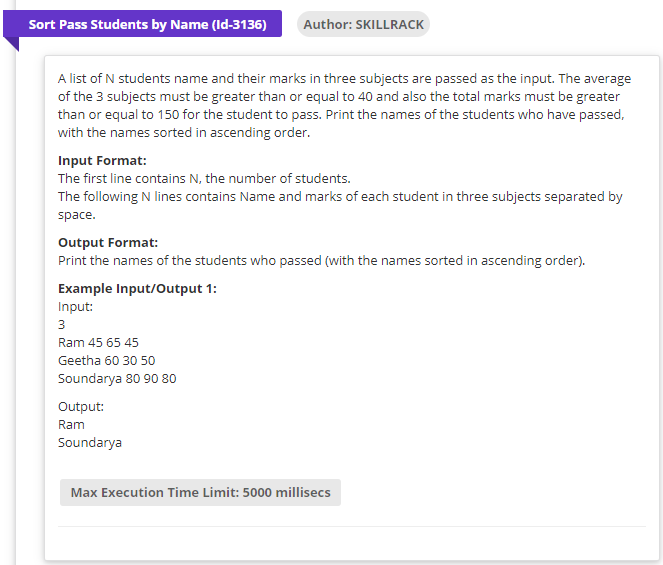 Sort Pass Students by Name (Id-3136)
Author: SKILLRACK
A list of N students name and their marks in three subjects are passed as the input. The average
of the 3 subjects must be greater than or equal to 40 and also the total marks must be greater
than or equal to 150 for the student to pass. Print the names of the students who have passed,
with the names sorted in ascending order.
Input Format:
The first line contains N, the number of students.
The following N lines contains Name and marks of each student in three subjects separated by
space.
Output Format:
Print the names of the students who passed (with the names sorted in ascending order).
Example Input/Output 1:
Input:
3
Ram 45 65 45
Geetha 60 30 50
Soundarya 80 90 80
Output:
Ram
Soundarya
Max Execution Time Limit: 5000 millisecs